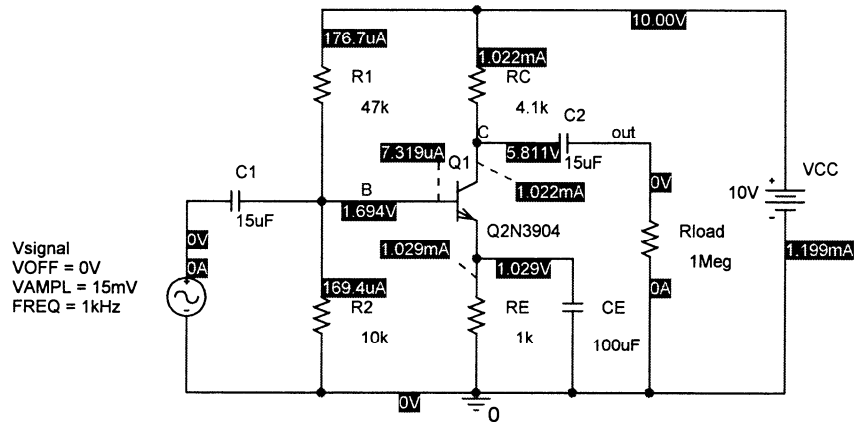 10.00V
176.7uA
1.022mA
R1
47k
RC
4.1k
C
C2
out
7.319uA
Q1
5.811V
15uF
C1
B
1.022mA
0V
10V
VCC
+
-
15uF
1.694V
Q2N3904
Vsignal
VOFF = 0V
VAMPL = 15mV
FREQ = 1kHz
0V
0A
1.029mA
1.029V
Rload
1Meg
1.199mA
169.4uA
R2
10k
RE
1k
CE
100uF
0A
0V
0